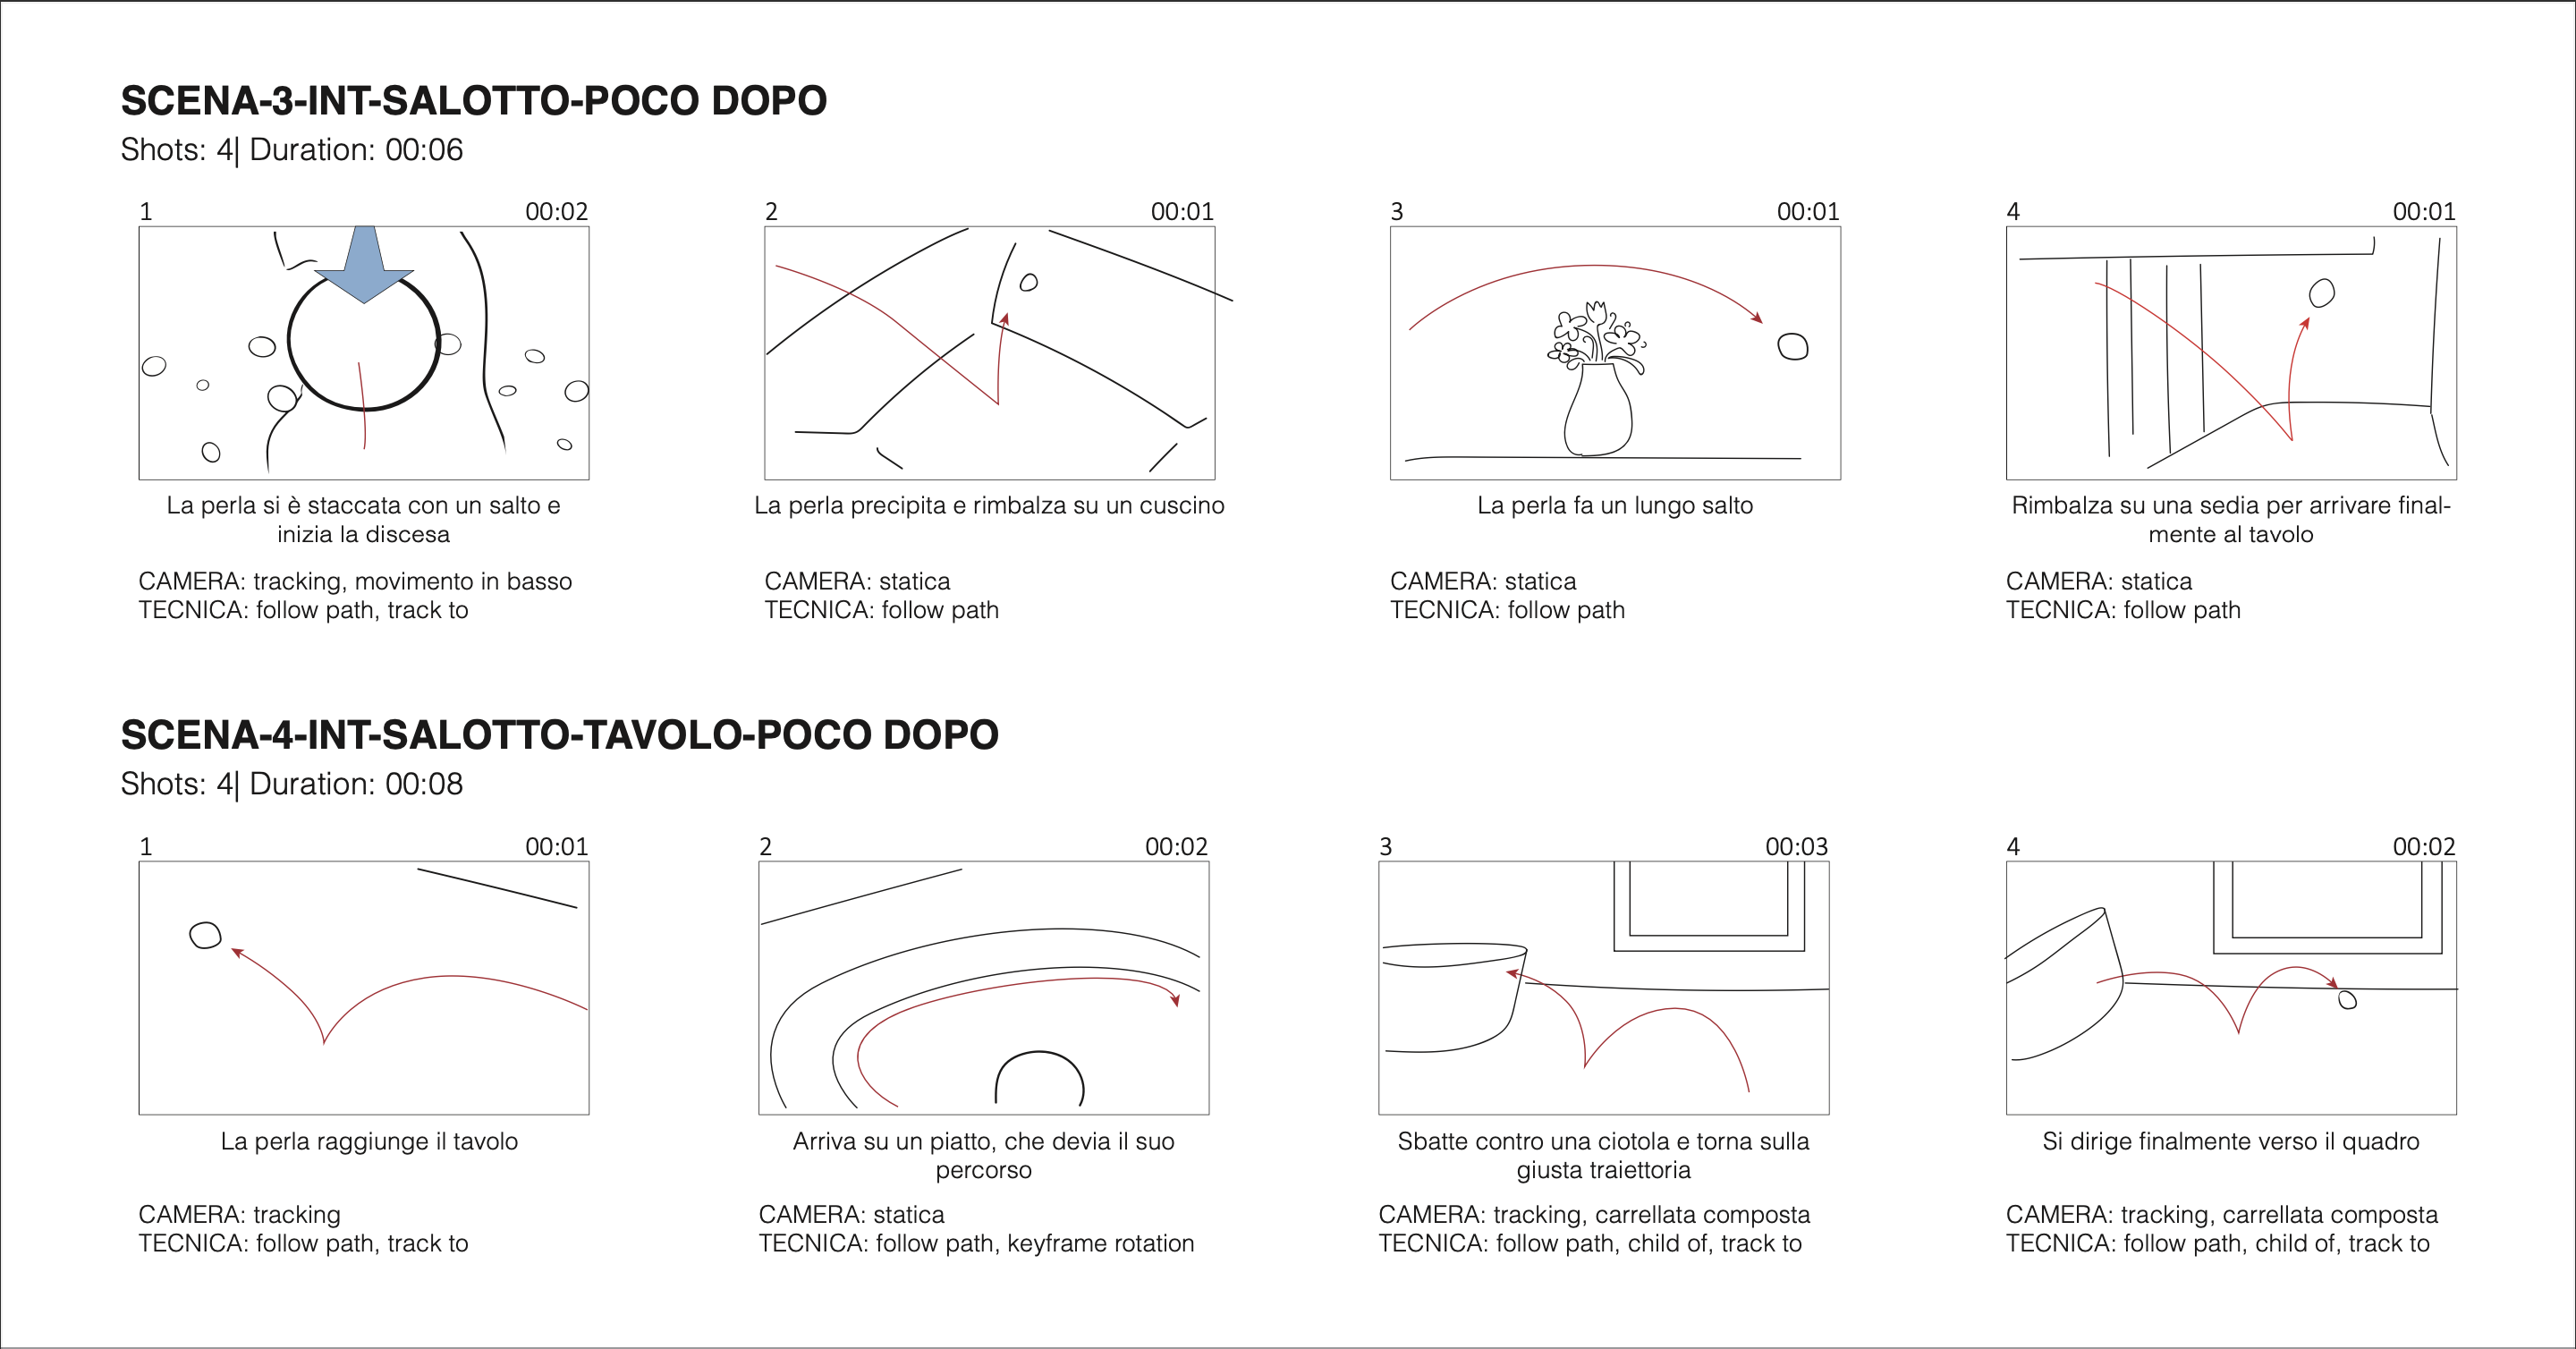 SCENA-3-INT-SALOTTO-POCO DOPO
Shots: 4| Duration: 00:06
1 00:02
2 00:01
3 00:01
4 00:01
La perla si è staccata con un salto e
inizia la discesa
CAMERA: tracking, movimento in basso
TECNICA: follow path, track to
La perla precipita e rimbalza su un cuscino
CAMERA: statica
TECNICA: follow path
La perla fa un lungo salto
CAMERA: statica
TECNICA: follow path
Rimbalza su una sedia per arrivare final-
mente al tavolo
CAMERA: statica
TECNICA: follow path
SCENA-4-INT-SALOTTO-TAVOLO-POCO DOPO
Shots: 4| Duration: 00:08
1 00:01
2 00:02
3 00:03
4 00:02
La perla raggiunge il tavolo
CAMERA: tracking
TECNICA: follow path, track to
Arriva su un piatto, che devia il suo
percorso
CAMERA: statica
TECNICA: follow path, keyframe rotation
Sbatte contro una ciotola e torna sulla
giusta traiettoria
CAMERA: tracking, carrellata composta
TECNICA: follow path, child of, track to
Si dirige finalmente verso il quadro
CAMERA: tracking, carrellata composta
TECNICA: follow path, child of, track to